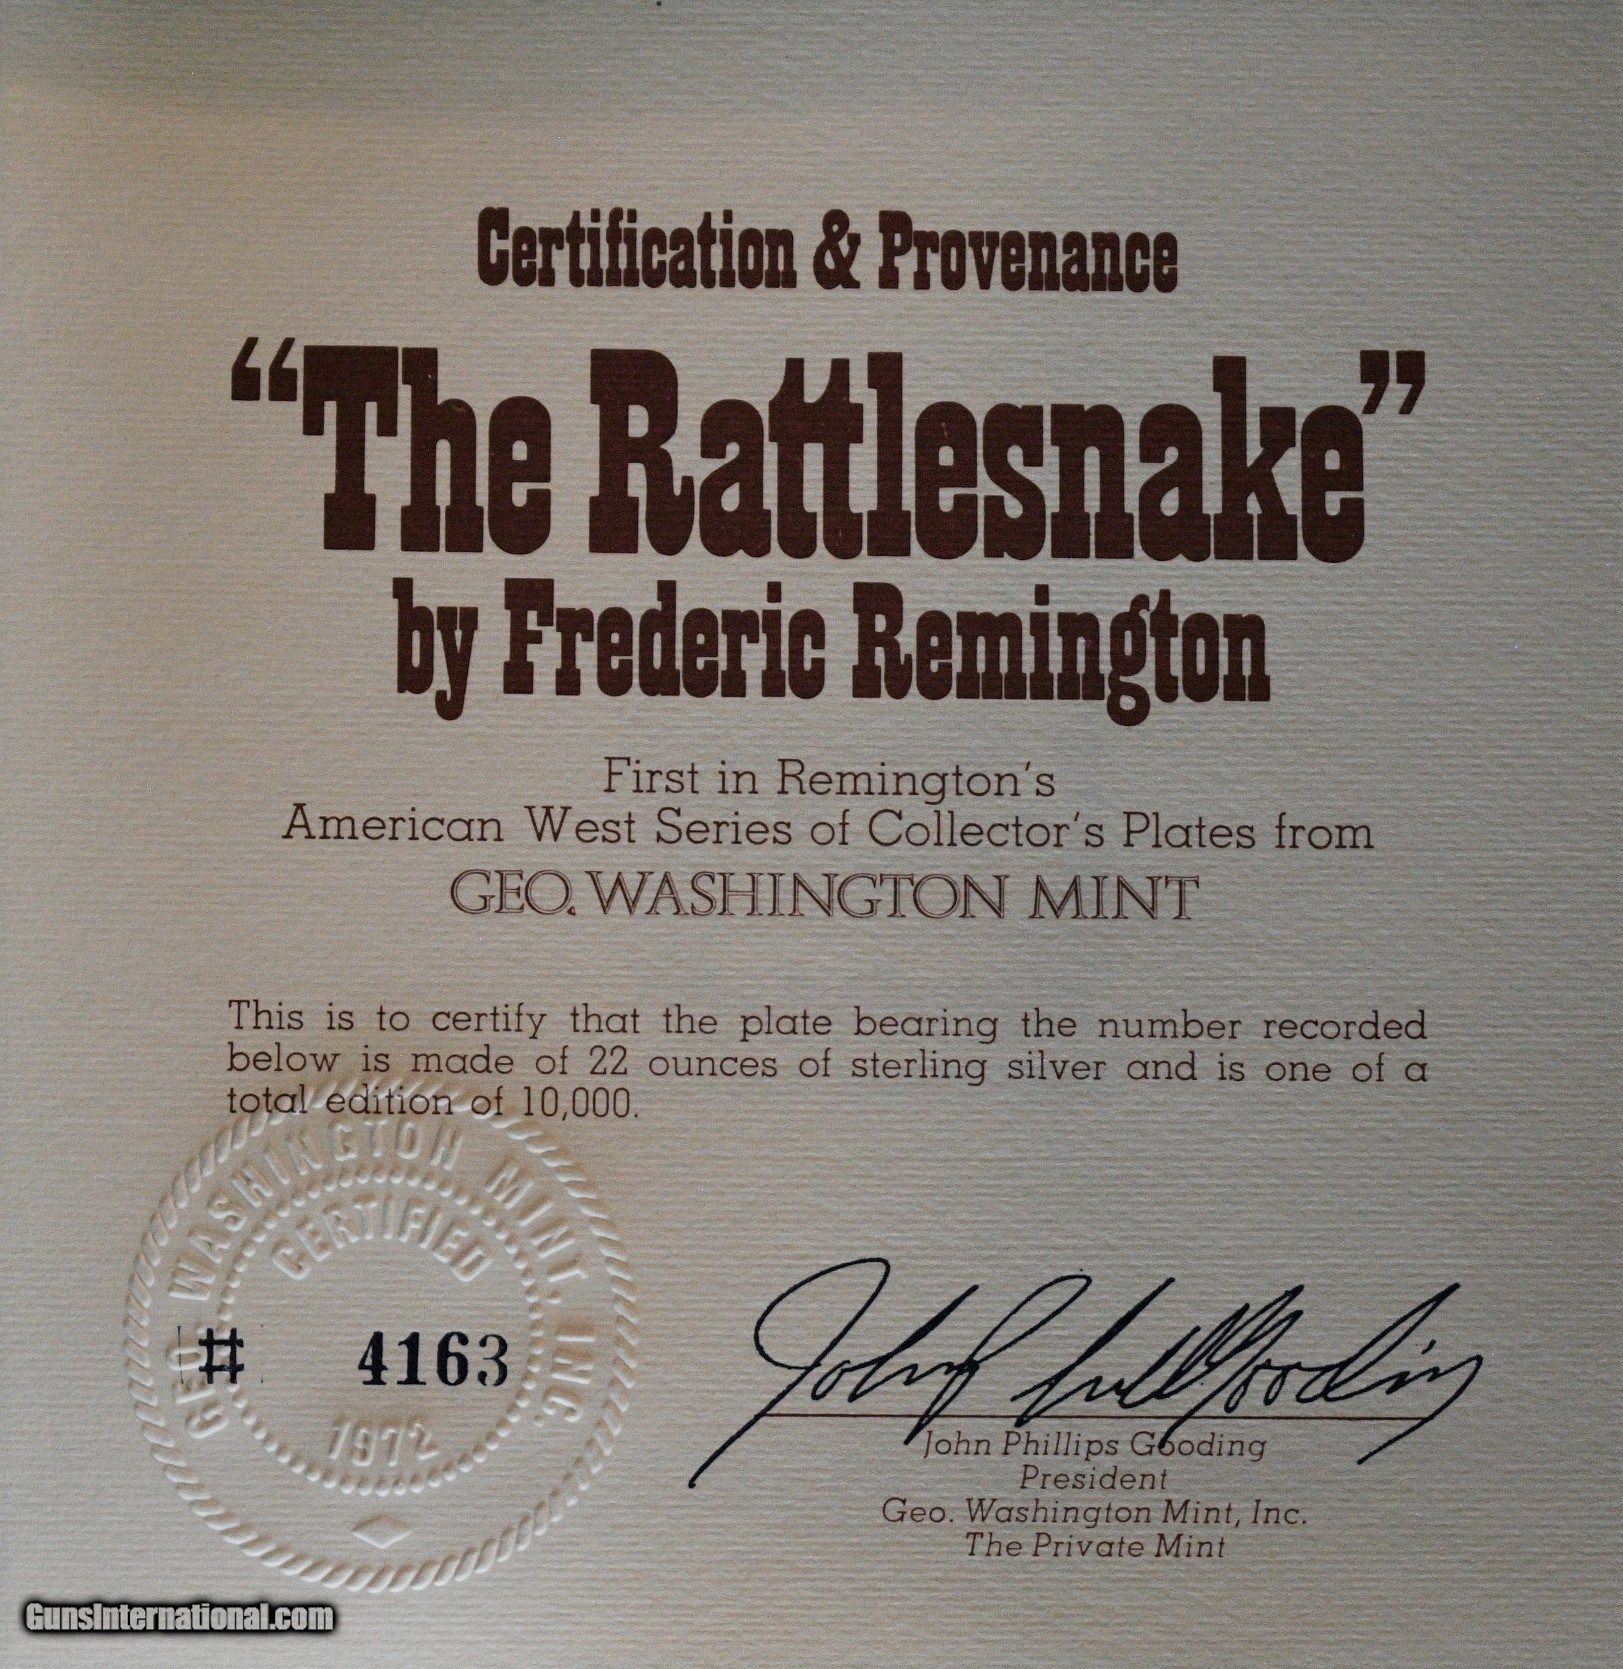 Certification & Provenance
“The Rattlesnake”
by Frederic Remington
First in Remington's
American West Series of Collector's Plates from
GEO. WASHINGTON MINT
This is to certify that the plate bearing the number recorded
below is made of 22 ounces of sterling silver and is one of a
total edition of 10,000.
GEO. WASHINGTON MINT, INC.
CERTIFIED
# 4163
1972
John Phillips Gooding
John Phillips Gooding
President
Geo. Washington Mint, Inc.
The Private Mint
GunsInternational.com